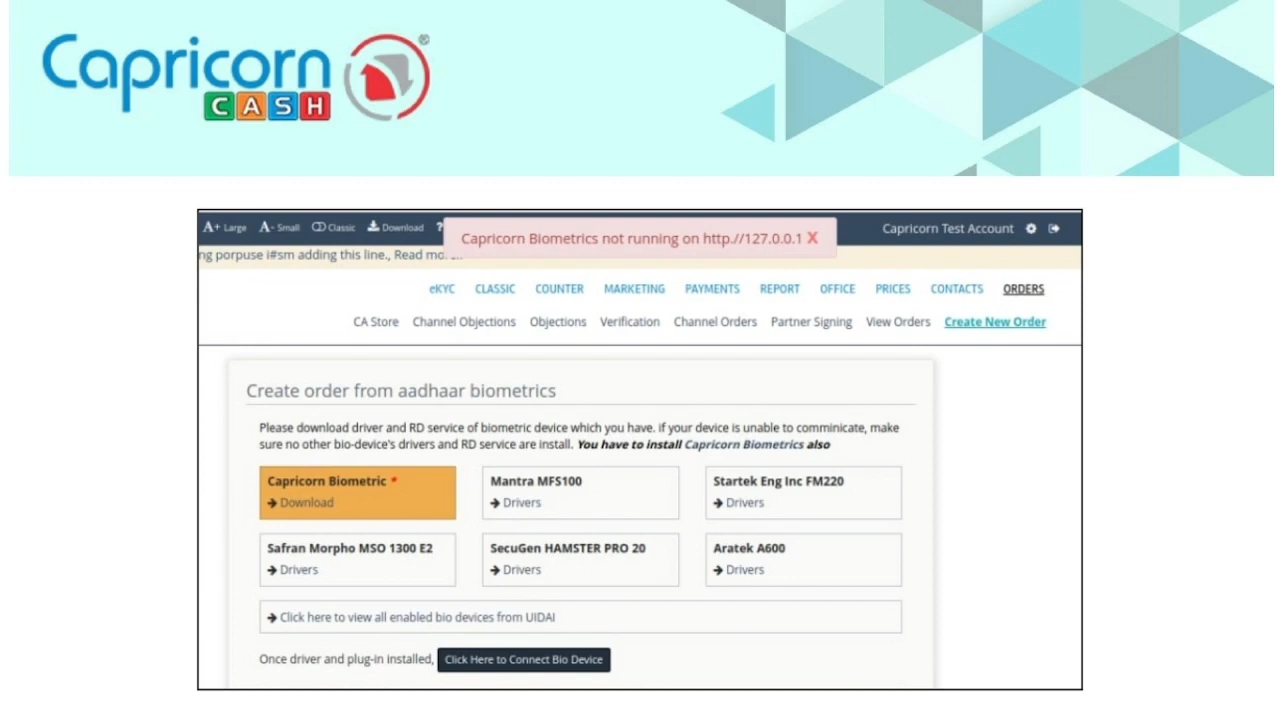 Capricorn ®
CASH
A+ Large A- Small Classic Download ?
Capricorn Biometrics not running on http.//127.0.0.1 X
Capricorn Test Account
ng porpuse i#sm adding this line., Read mo
eKYC CLASSIC COUNTER MARKETING PAYMENTS REPORT OFFICE PRICES CONTACTS ORDERS
CA Store Channel Objections Objections Verification Channel Orders Partner Signing View Orders Create New Order
Create order from aadhaar biometrics
Please download driver and RD service of biometric device which you have. if your device is unable to comminicate, make
sure no other bio-device's drivers and RD service are install. You have to install Capricorn Biometrics also
Capricorn Biometric *
➔ Download
Mantra MFS100
➔ Drivers
Startek Eng Inc FM220
➔ Drivers
Safran Morpho MSO 1300 E2
➔ Drivers
SecuGen HAMSTER PRO 20
➔ Drivers
Aratek A600
➔ Drivers
➔ Click here to view all enabled bio devices from UIDAI
Once driver and plug-in installed, Click Here to Connect Bio Device